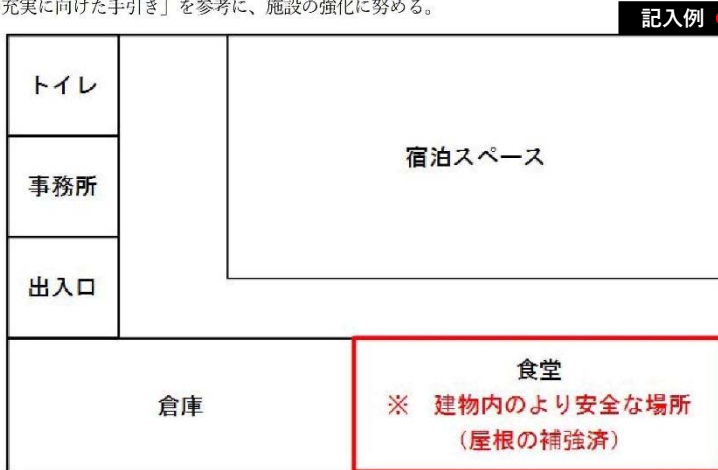 充実に向けた手引き」を参考に、施設の強化に努める。
記入例
トイレ
宿泊スペース
事務所
出入口
倉庫
食堂
※　建物内のより安全な場所
（屋根の補強済）